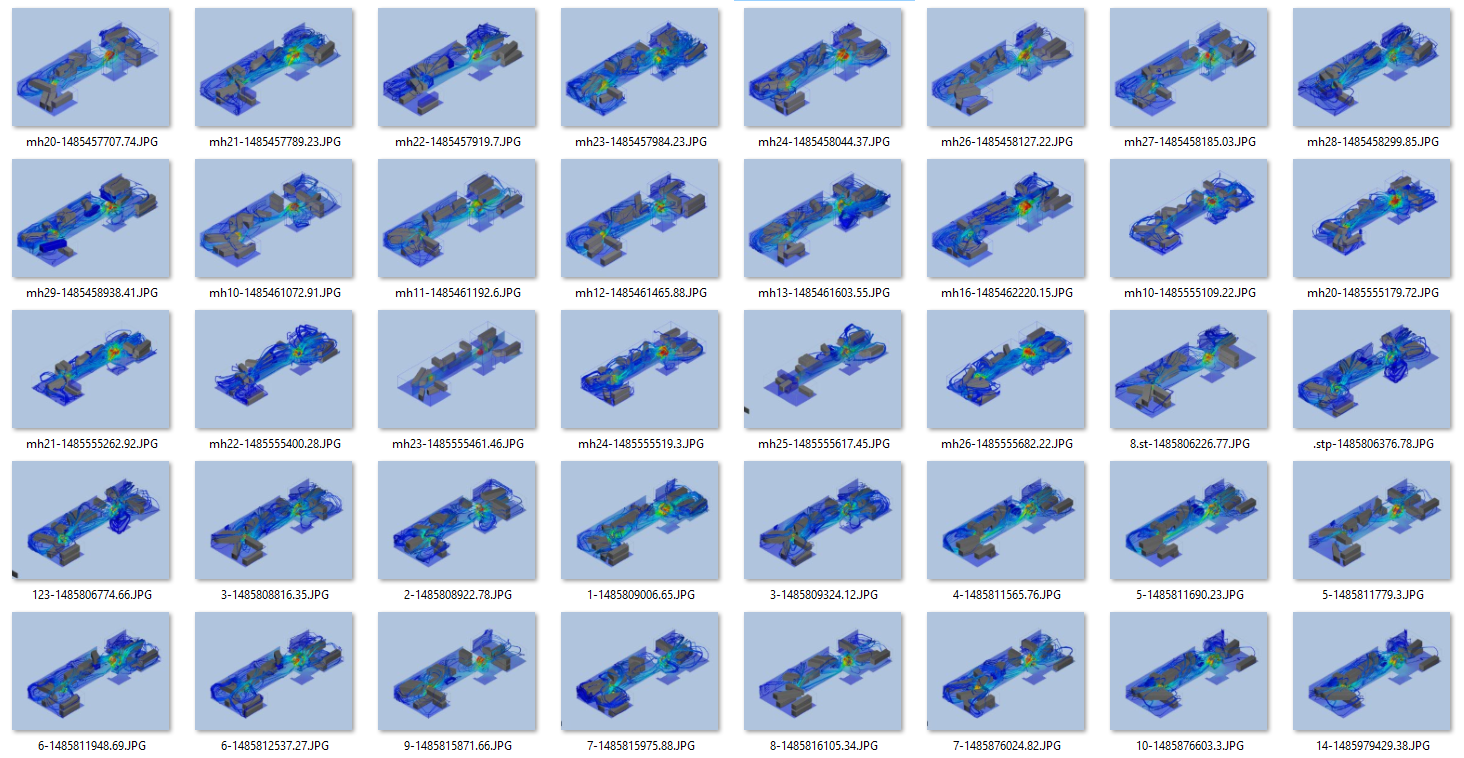 mh20-1485457707.74.JPG
mh21-1485457789.23.JPG
mh22-1485457919.7.JPG
mh23-1485457984.23.JPG
mh24-1485458044.37.JPG
mh26-1485458127.22.JPG
mh27-1485458185.03.JPG
mh28-1485458299.85.JPG
mh29-1485458938.41.JPG
mh10-1485461072.91.JPG
mh11-1485461192.6.JPG
mh12-1485461465.88.JPG
mh13-1485461603.55.JPG
mh16-1485462220.15.JPG
mh10-1485555109.22.JPG
mh20-1485555179.72.JPG
mh21-1485555262.92.JPG
mh22-1485555400.28.JPG
mh23-1485555461.46.JPG
mh24-1485555519.3.JPG
mh25-1485555617.45.JPG
mh26-1485555682.22.JPG
8.st-1485806226.77.JPG
.stp-1485806376.78.JPG
123-1485806774.66.JPG
3-1485808816.35.JPG
2-1485808922.78.JPG
1-1485809006.65.JPG
3-1485809324.12.JPG
4-1485811565.76.JPG
5-1485811690.23.JPG
5-1485811779.3.JPG
6-1485811948.69.JPG
6-1485812537.27.JPG
9-1485815871.66.JPG
7-1485815975.88.JPG
8-1485816105.34.JPG
7-1485876024.82.JPG
10-1485876603.3.JPG
14-1485979429.38.JPG